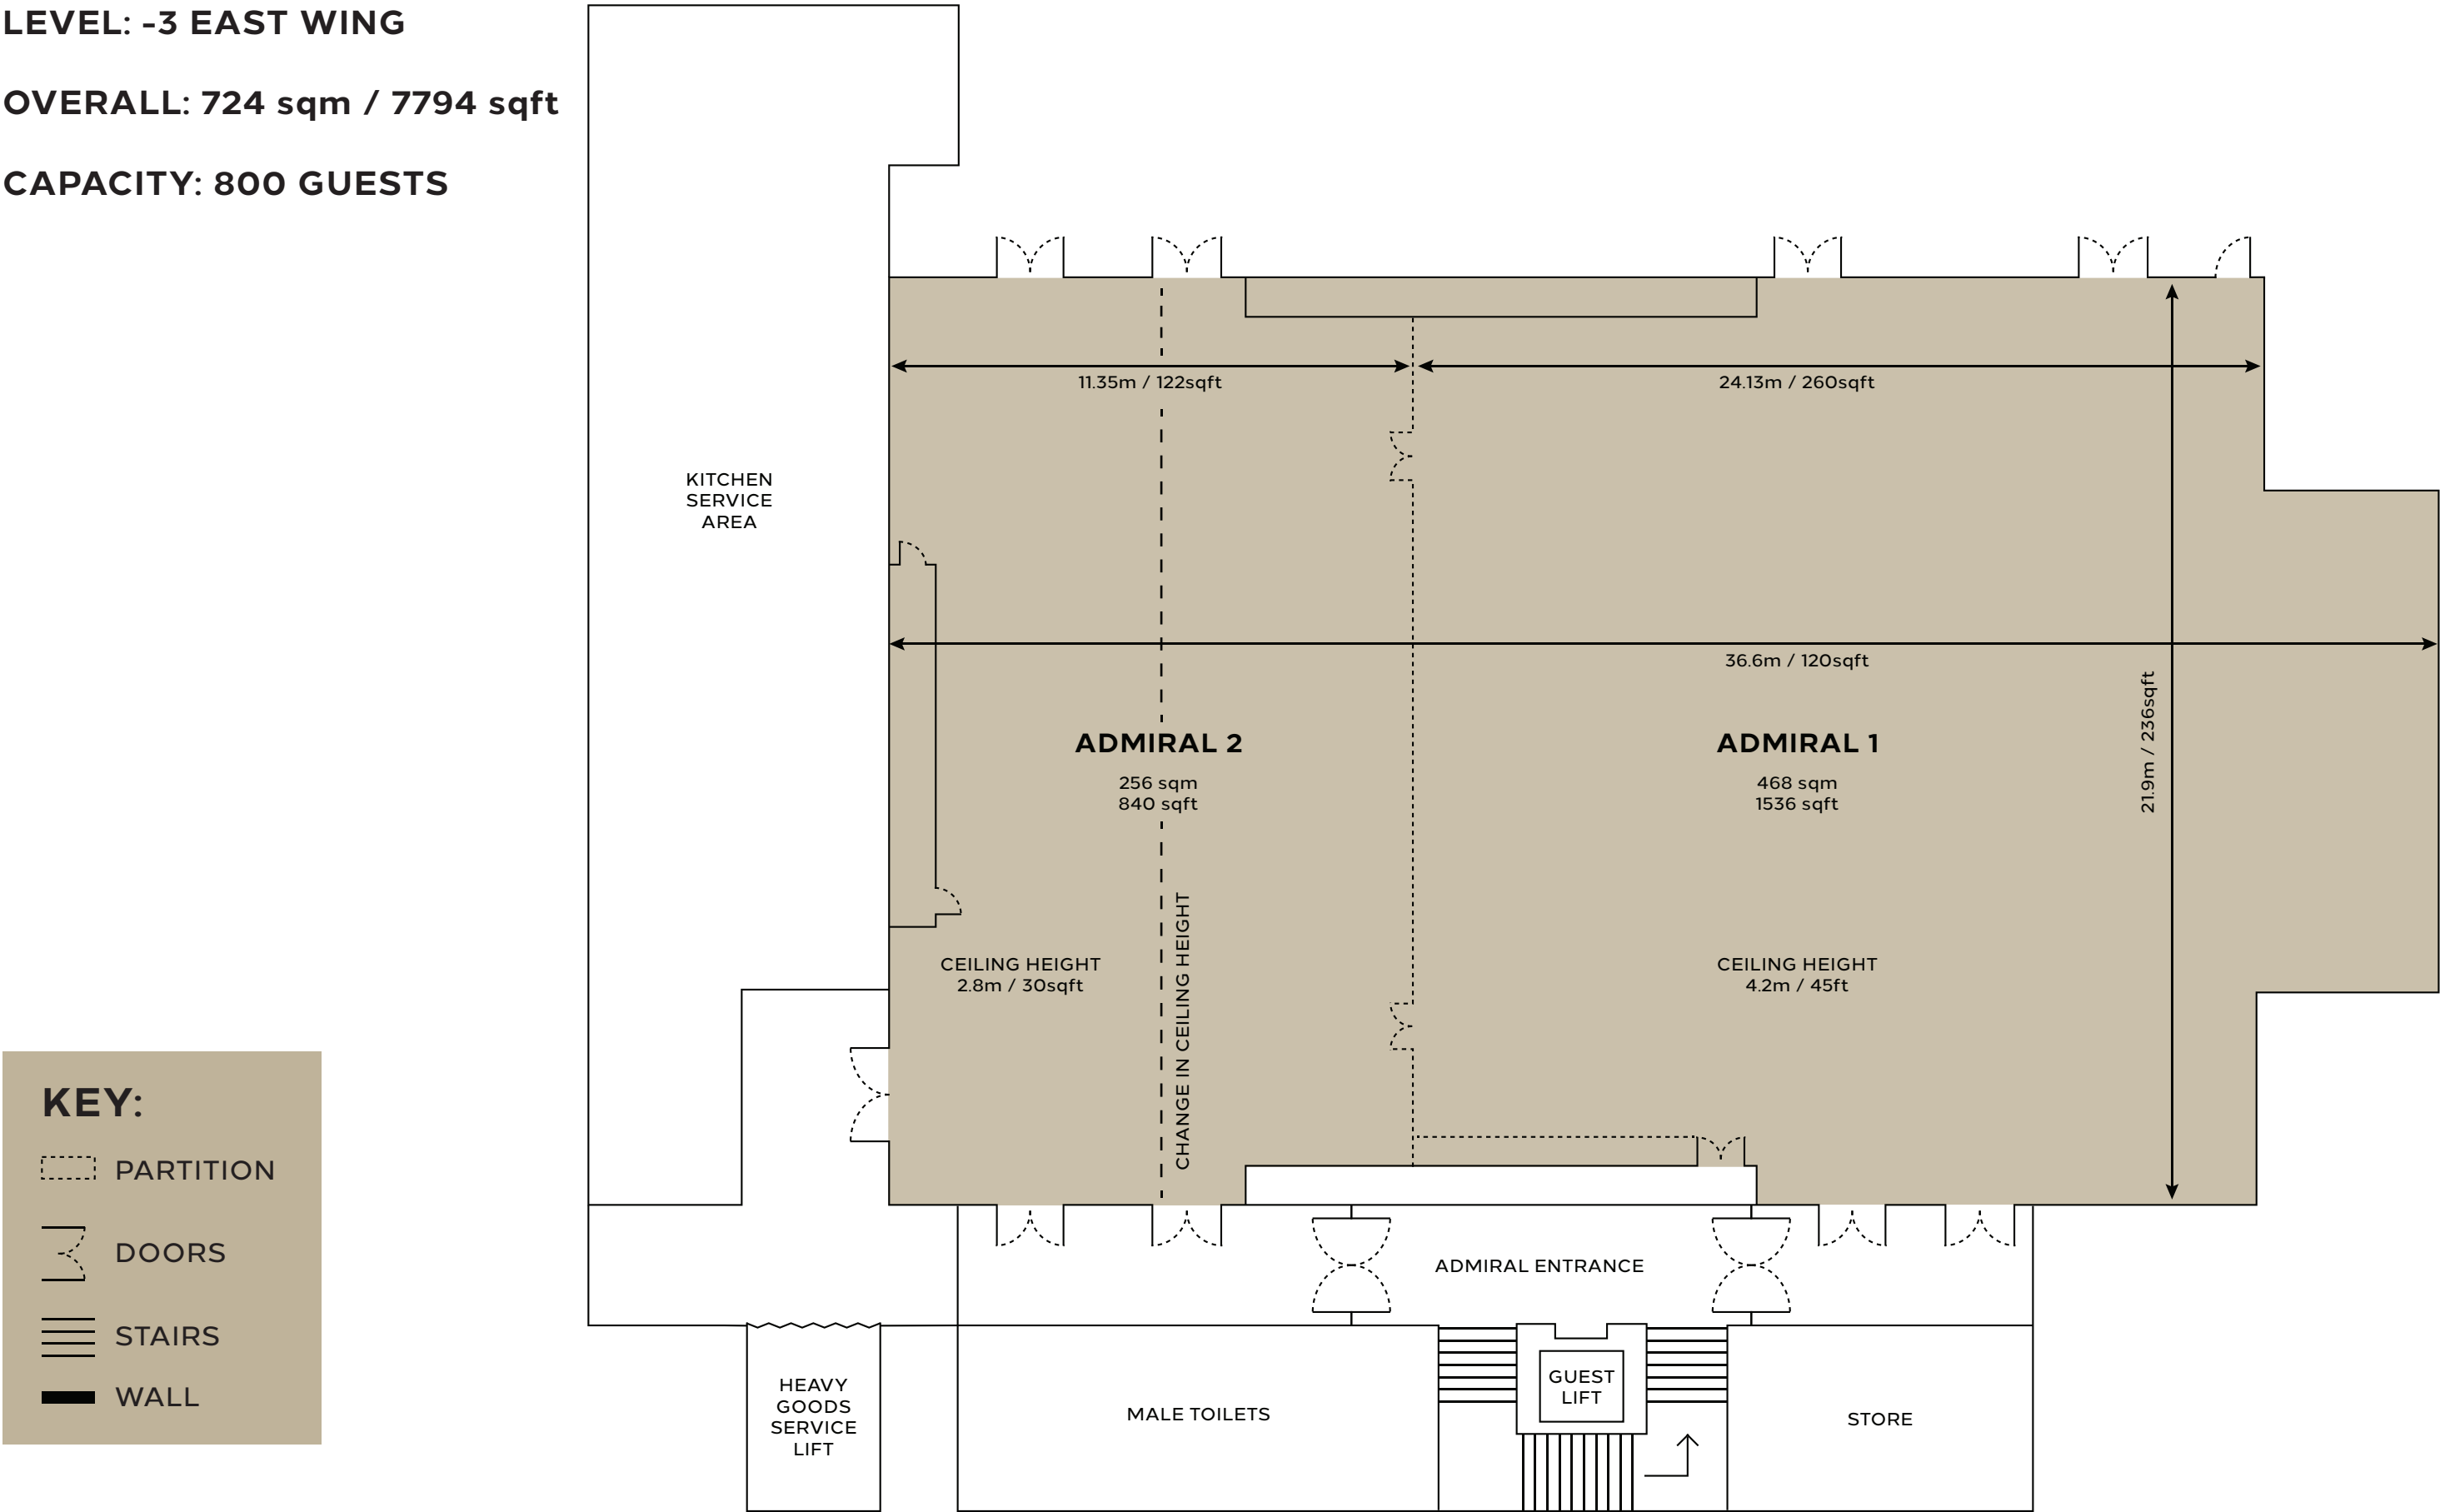 LEVEL: -3 EAST WING
OVERALL: 724 sqm / 7794 sqft
CAPACITY: 800 GUESTS
11.35m / 122sqft
24.13m / 260sqft
KITCHEN
SERVICE
AREA
36.6m / 120sqft
21.9m / 236sqft
ADMIRAL 2
256 sqm
840 sqft
ADMIRAL 1
468 sqm
1536 sqft
CHANGE IN CEILING HEIGHT
CEILING HEIGHT
2.8m / 30sqft
CEILING HEIGHT
4.2m / 45ft
KEY:
PARTITION
DOORS
STAIRS
WALL
ADMIRAL ENTRANCE
HEAVY
GOODS
SERVICE
LIFT
MALE TOILETS
GUEST
LIFT
STORE